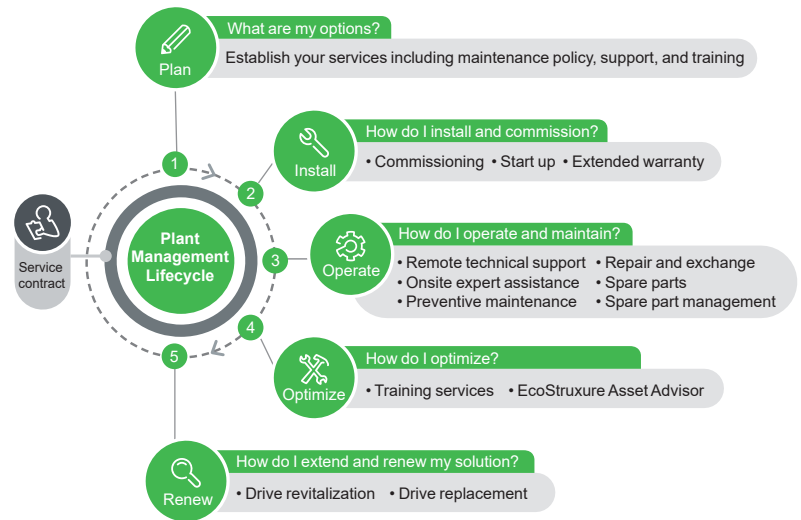 What are my options?
Plan
Establish your services including maintenance policy, support, and training
1
How do I install and commission?
Install
• Commissioning • Start up • Extended warranty
2
Service
contract
Plant
Management
Lifecycle
3
How do I operate and maintain?
Operate
• Remote technical support • Repair and exchange
• Onsite expert assistance • Spare parts
• Preventive maintenance • Spare part management
4
How do I optimize?
Optimize
• Training services • EcoStruxure Asset Advisor
5
How do I extend and renew my solution?
Renew
• Drive revitalization • Drive replacement